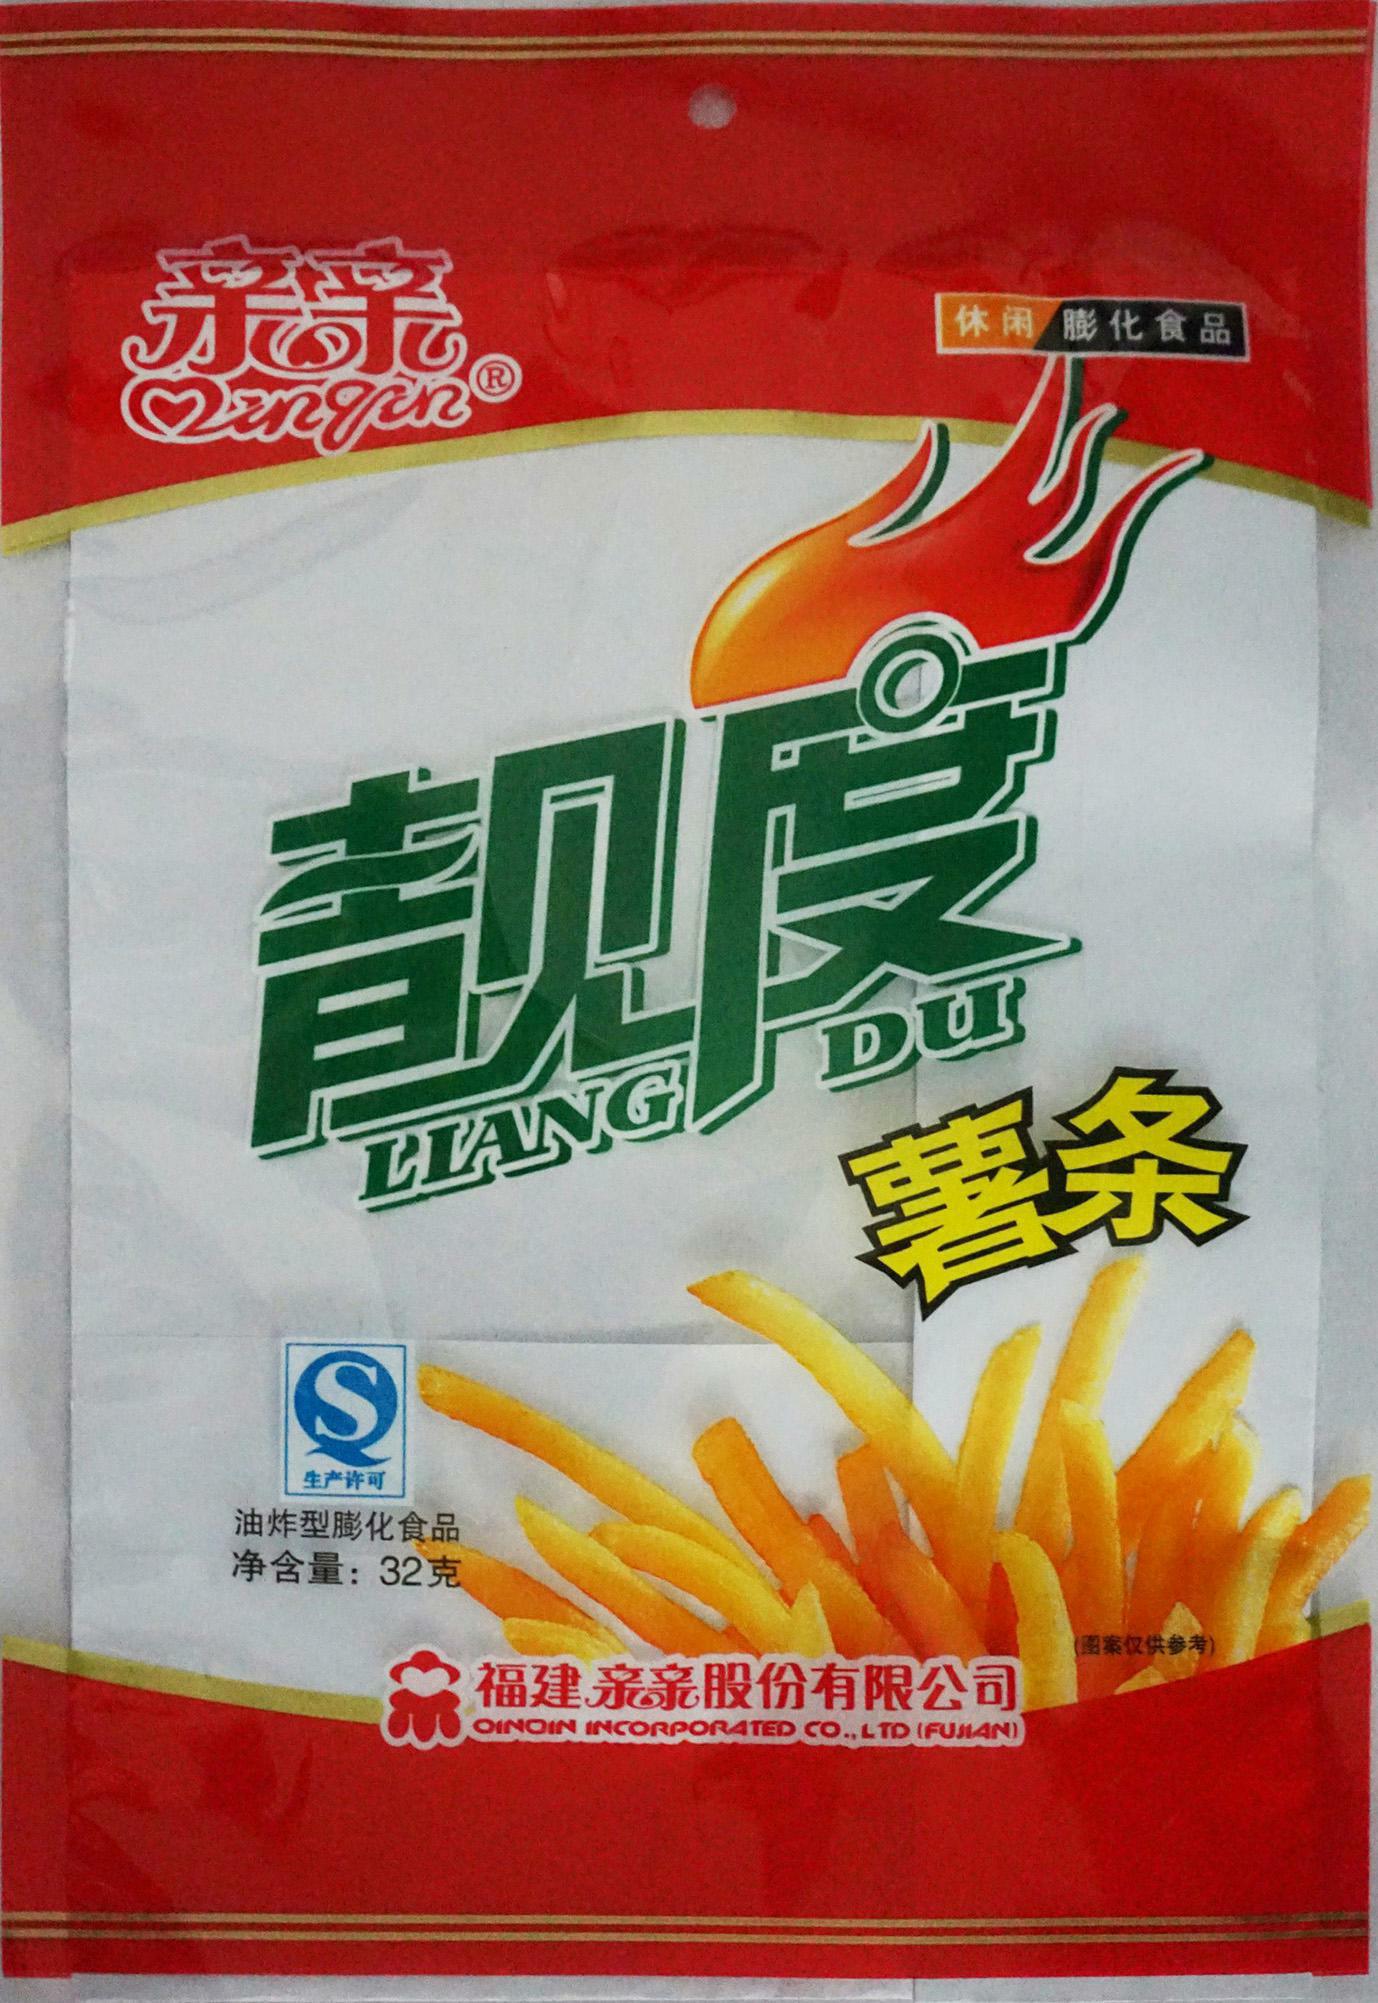 亲亲
Qinqin®
休闲膨化食品
靓度
LIANG DU
薯条
S
生产许可
油炸型膨化食品
净含量：32克
(图案仅供参考)
福建亲亲股份有限公司
QINQIN INCORPORATED CO., LTD (FUJIAN)